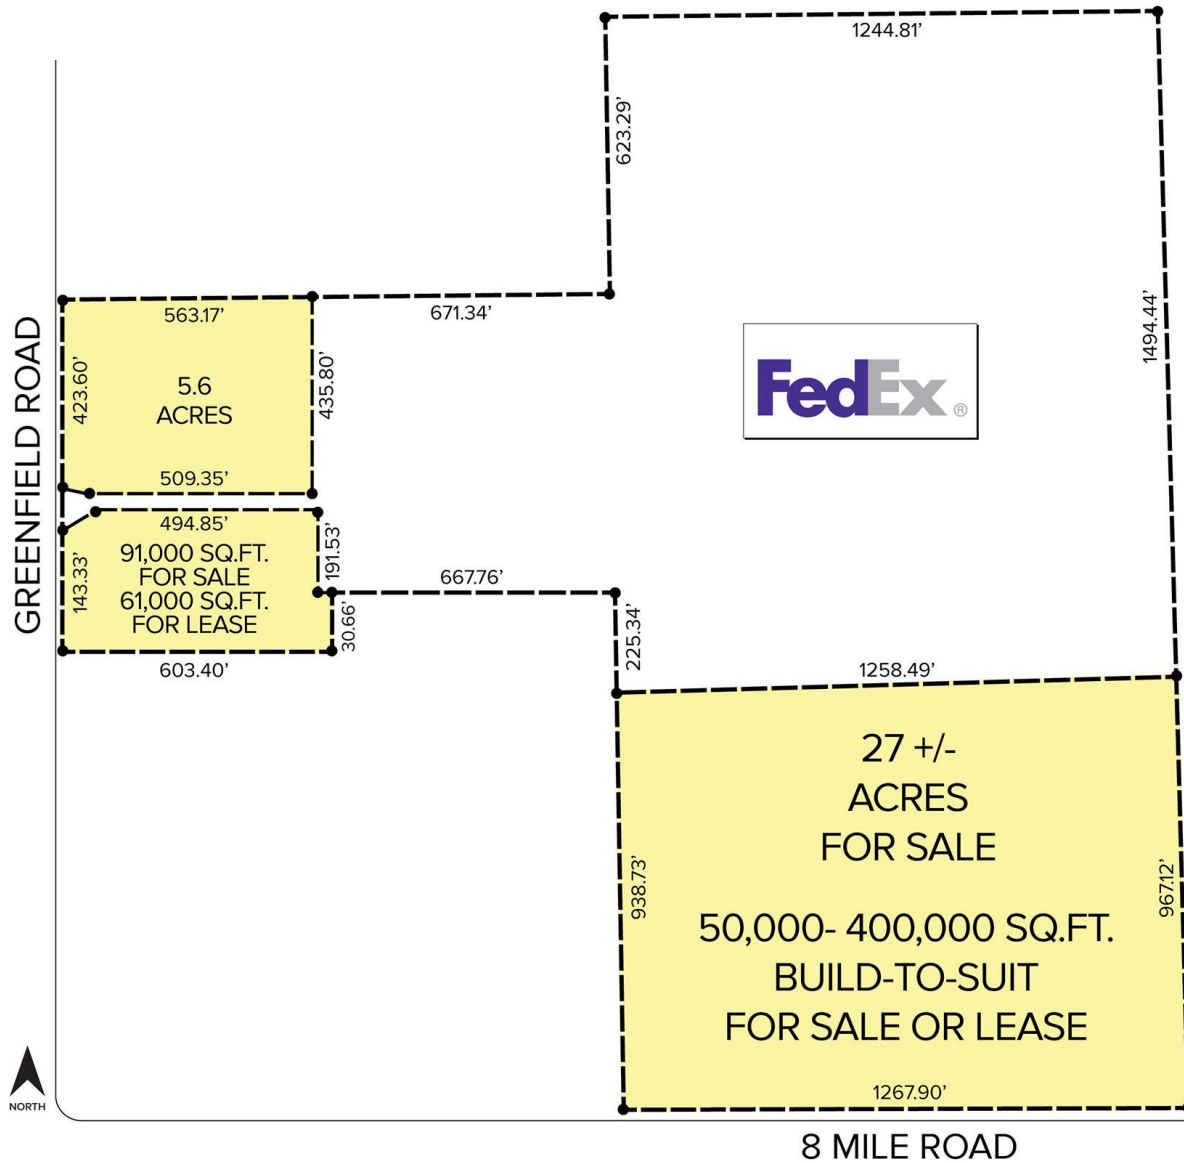 1244.81’
623.29’
1494.44’
563.17’
671.34’
423.60’
5.6
ACRES
435.80’
509.35’
FedEx®
GREENFIELD ROAD
494.85’
91,000 SQ.FT.
FOR SALE
61,000 SQ.FT.
FOR LEASE
143.33’
191.53’
30.66’
667.76’
603.40’
225.34’
1258.49’
27 +/-
ACRES
FOR SALE
50,000- 400,000 SQ.FT.
BUILD-TO-SUIT
FOR SALE OR LEASE
938.73’
967.12’
1267.90’
NORTH
8 MILE ROAD